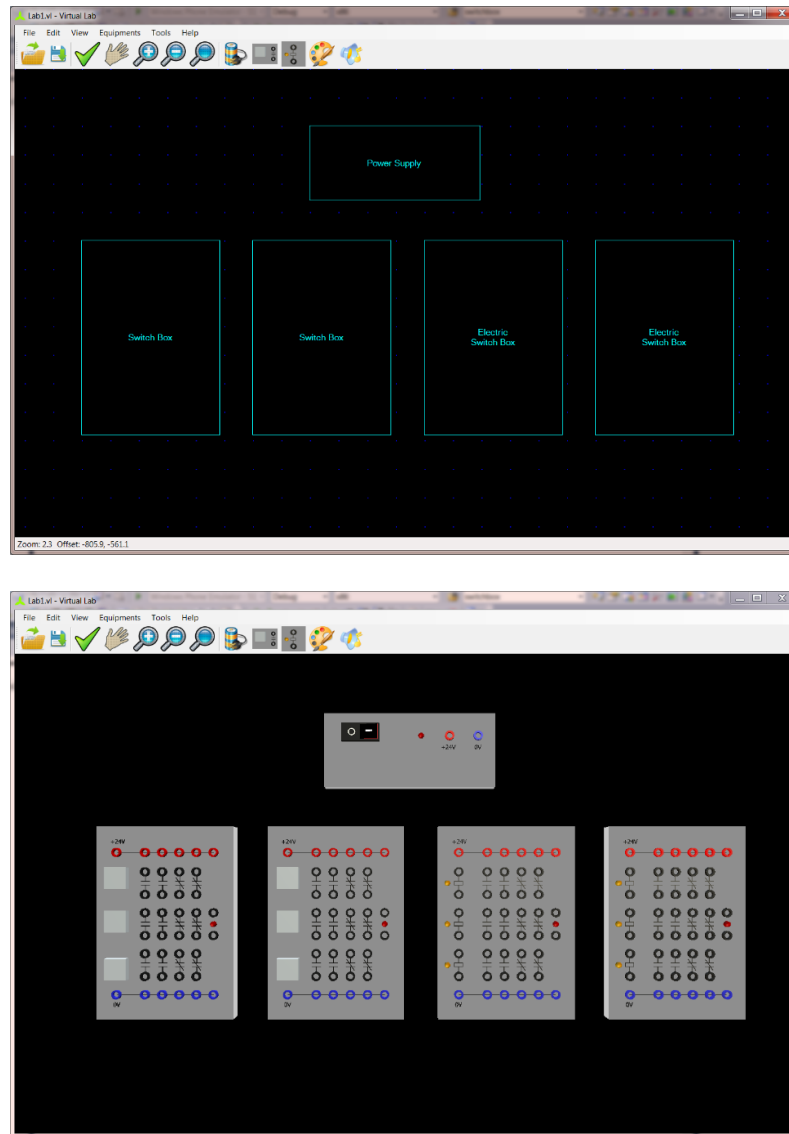 Lab1.vl - Virtual Lab
File Edit View Equipments Tools Help
Power Supply
Switch Box
Switch Box
Electric
Switch Box
Electric
Switch Box
Zoom: 2.3 Offset: -805.9, -561.1
Lab1.vl - Virtual Lab
File Edit View Equipments Tools Help
+24V 0V
+24V +24V +24V +24V
0V 0V 0V 0V